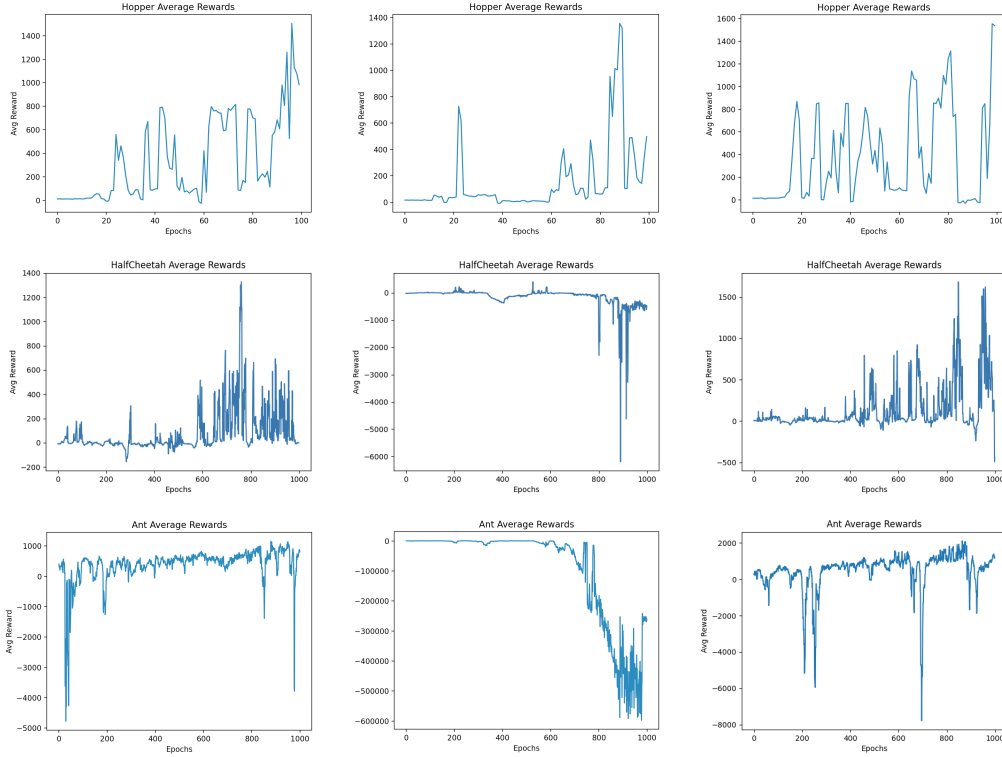 Hopper Average Rewards
Avg Reward
1400
1200
1000
800
600
400
200
0
0 20 40 60 80 100
Epochs
Hopper Average Rewards
Avg Reward
1400
1200
1000
800
600
400
200
0
0 20 40 60 80 100
Epochs
Hopper Average Rewards
Avg Reward
1600
1400
1200
1000
800
600
400
200
0
0 20 40 60 80 100
Epochs
HalfCheetah Average Rewards
Avg Reward
1400
1200
1000
800
600
400
200
0
−200
0 200 400 600 800 1000
Epochs
HalfCheetah Average Rewards
Avg Reward
0
−1000
−2000
−3000
−4000
−5000
−6000
0 200 400 600 800 1000
Epochs
HalfCheetah Average Rewards
Avg Reward
1500
1000
500
0
−500
0 200 400 600 800 1000
Epochs
Ant Average Rewards
Avg Reward
1000
0
−1000
−2000
−3000
−4000
−5000
0 200 400 600 800 1000
Epochs
Ant Average Rewards
Avg Reward
0
−100000
−200000
−300000
−400000
−500000
−600000
0 200 400 600 800 1000
Epochs
Ant Average Rewards
Avg Reward
2000
0
−2000
−4000
−6000
−8000
0 200 400 600 800 1000
Epochs